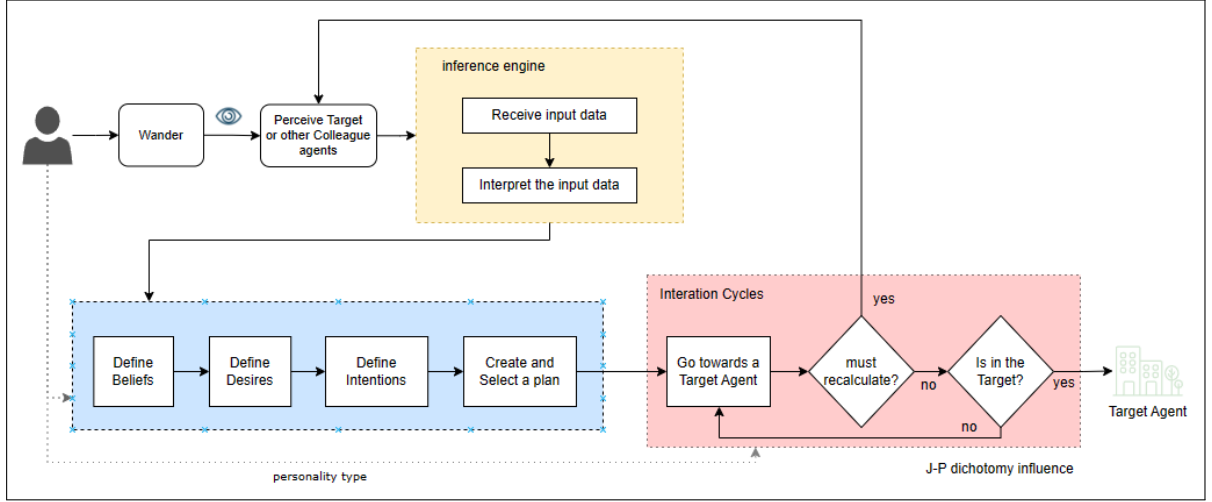 yes
inference engine
Receive input data
Interpret the input data
Wander
Perceive Target
or other Colleague
agents
Define
Beliefs
Define
Desires
Define
Intentions
Create and
Select a plan
Interation Cycles
Go towards a
Target Agent
must
recalculate?
no
Is in the
Target?
yes
no
Target Agent
J-P dichotomy influence
personality type